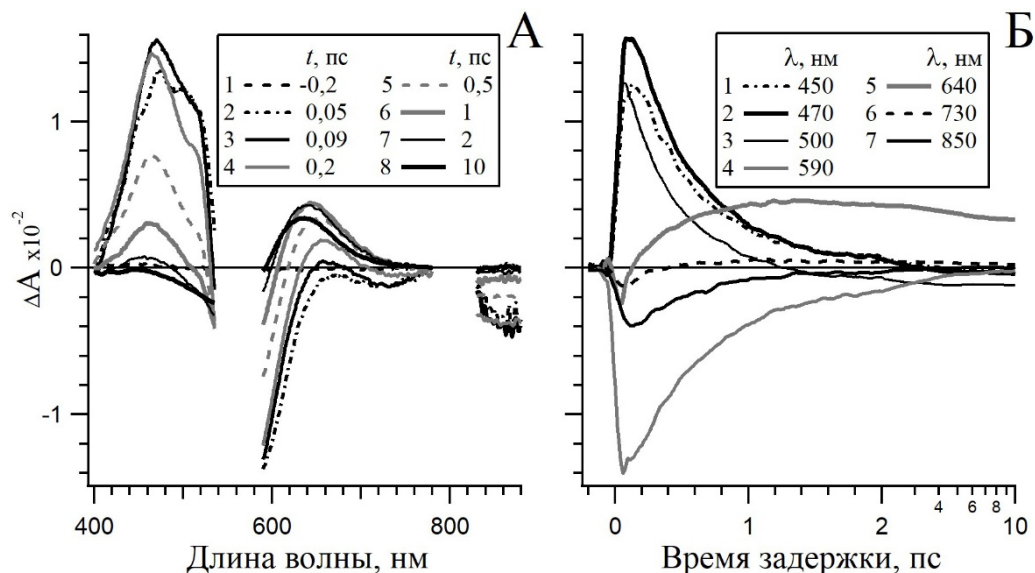 А
Б
t, пс t, пс
1 -0,2 5 0,5
2 0,05 6 1
3 0,09 7 2
4 0,2 8 10
λ, нм λ, нм
1 450 5 640
2 470 6 730
3 500 7 850
4 590
ΔA x10⁻²
1
0
-1
400 600 800
Длина волны, нм
0 1 2 4 6 8 10
Время задержки, пс